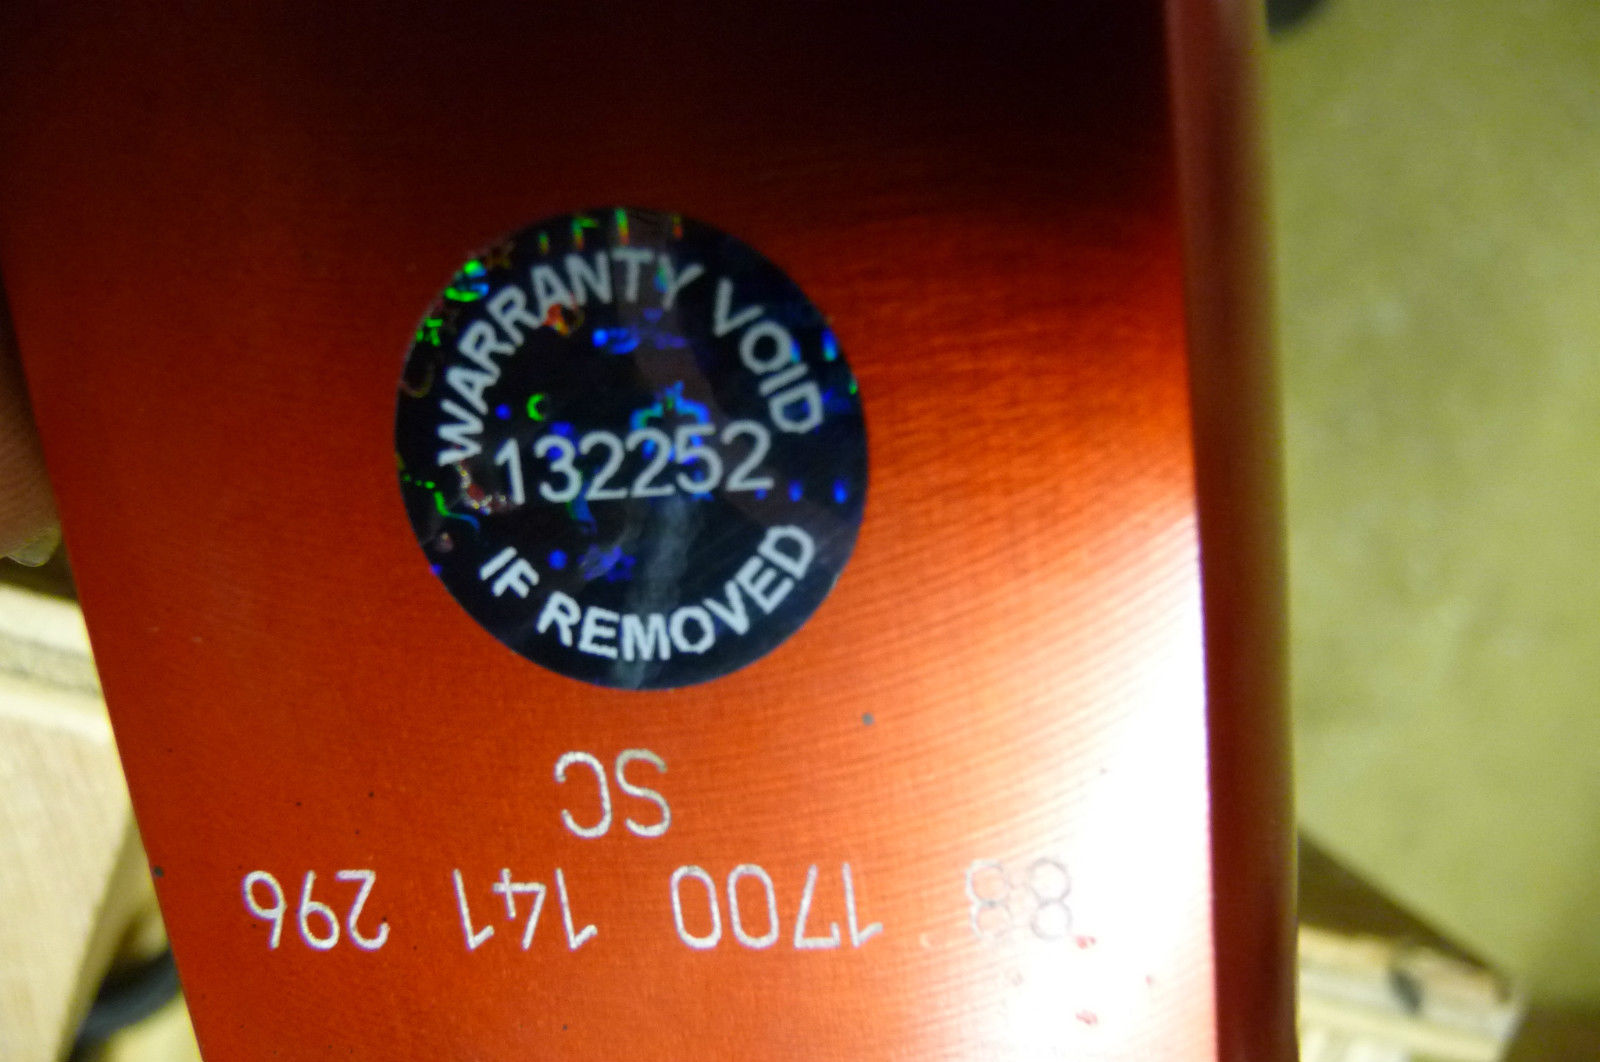 WARRANTY VOID
132252
IF REMOVED
88 1700 141 296
SC